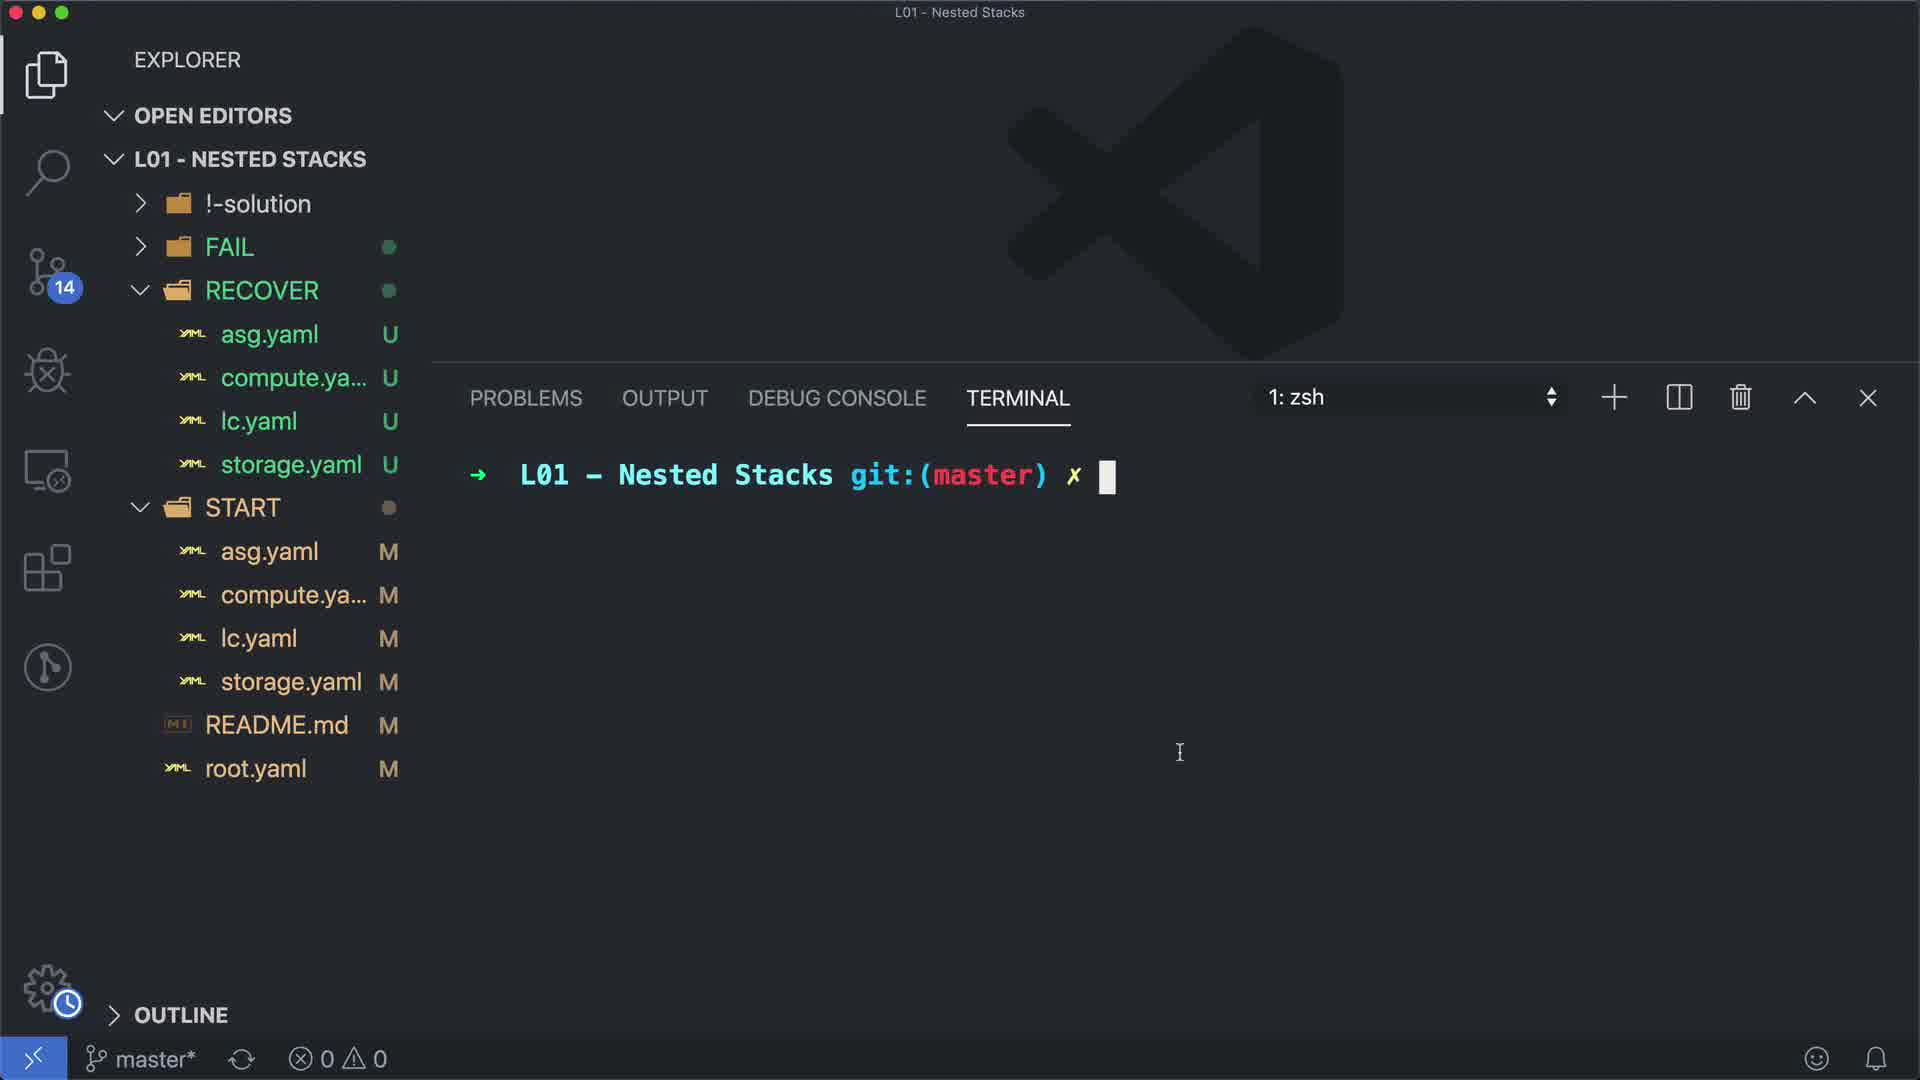 L01 - Nested Stacks
EXPLORER
OPEN EDITORS
L01 - NESTED STACKS
!-solution
FAIL
RECOVER
asg.yaml U
compute.ya... U
lc.yaml U
storage.yaml U
START
asg.yaml M
compute.ya... M
lc.yaml M
storage.yaml M
README.md M
root.yaml M
OUTLINE
14
PROBLEMS OUTPUT DEBUG CONSOLE TERMINAL 1: zsh
➜ L01 - Nested Stacks git:(master) ✗
master* 0 0